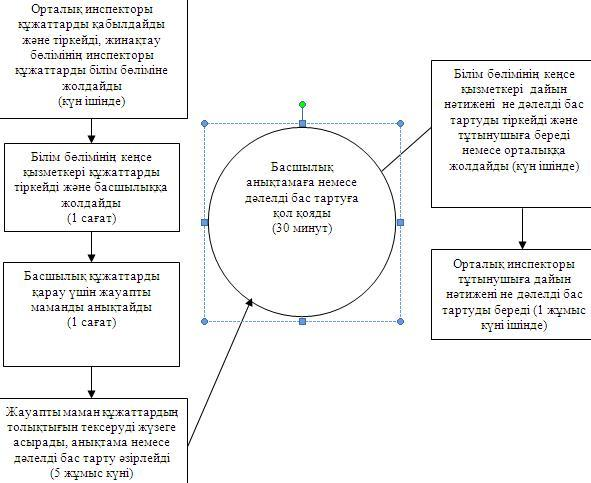 Орталық инспекторы
құжаттарды қабылдайды
және тіркейді, жинақтау
бөлімінің инспекторы
құжаттарды білім бөліміне
жолдайды
(күн ішінде)
Білім бөлімінің кеңсе
қызметкері құжаттарды
тіркейді және басшылыққа
жолдайды
(1 сағат)
Басшылық құжаттарды
қарау үшін жауапты
маманды анықтайды
(1 сағат)
Жауапты маман құжаттардың
толықтығын тексеруді жүзеге
асырады, анықтама немесе
дәлелді бас тарту әзірлейді
(5 жұмыс күні)
Басшылық
анықтамаға немесе
дәлелді бас тартуға
қол қояды
(30 минут)
Білім бөлімінің кеңсе
қызметкері дайын
нәтижені не дәлелді бас
тартуды тіркейді және
тұтынушыға береді
немесе орталыққа
жолдайды (күн ішінде)
Орталық инспекторы
тұтынушыға дайын
нәтижені не дәлелді бас
тартуды береді (1 жұмыс
күні ішінде)